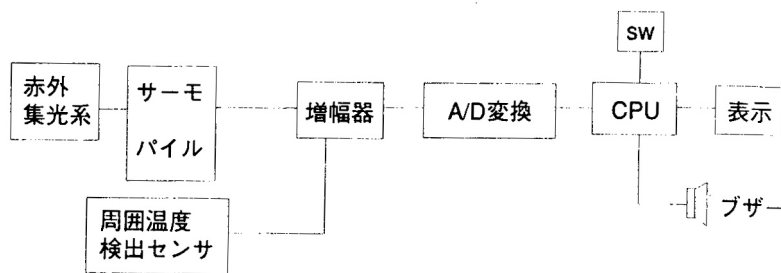 SW
赤外
集光系
サーモ
パイル
増幅器
A/D変換
CPU
表示
周囲温度
検出センサ
ブザー